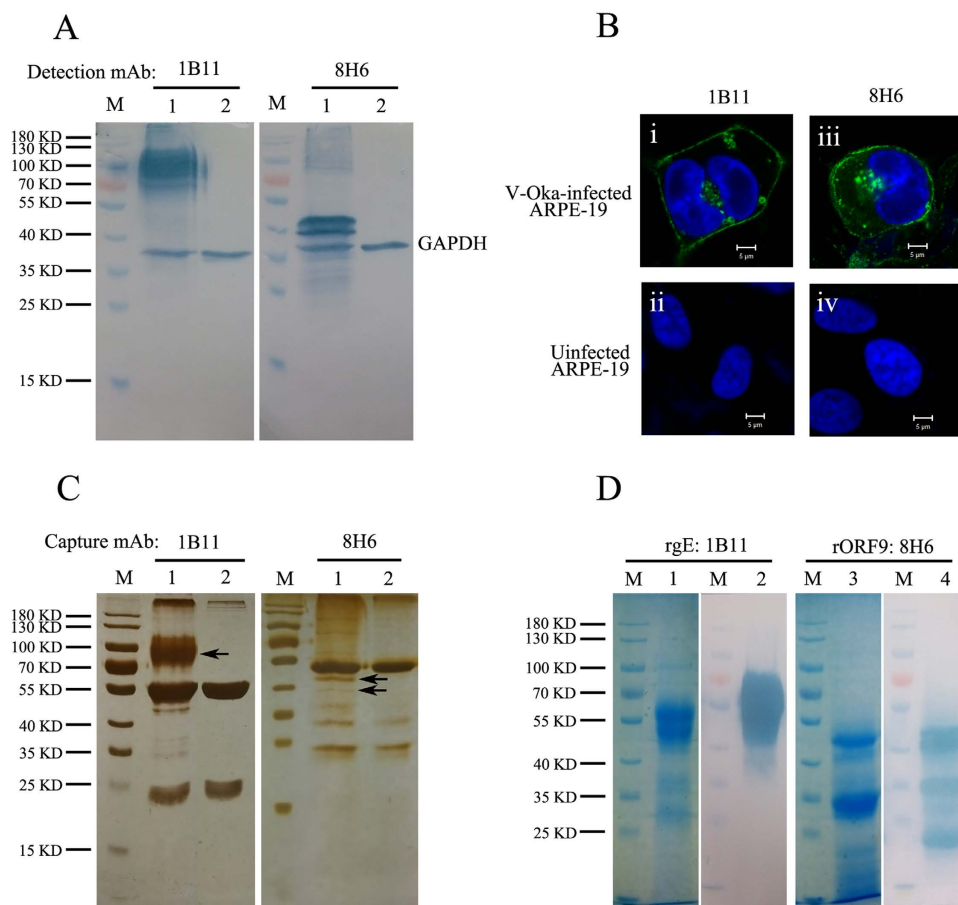 A
Detection mAb: 1B11 8H6
M 1 2 M 1 2
180 KD
130 KD
100 KD
70 KD
55 KD
40 KD
35 KD
25 KD
15 KD
GAPDH
B
1B11 8H6
V-Oka-infected
ARPE-19
i
5 μm
iii
5 μm
Uinfected
ARPE-19
ii
5 μm
iv
5 μm
C
Capture mAb: 1B11 8H6
M 1 2 M 1 2
180 KD
130 KD
100 KD
70 KD
55 KD
40 KD
35 KD
25 KD
15 KD
D
rgE: 1B11 rORF9: 8H6
M 1 M 2 M 3 M 4
180 KD
130 KD
100 KD
70 KD
55 KD
40 KD
35 KD
25 KD